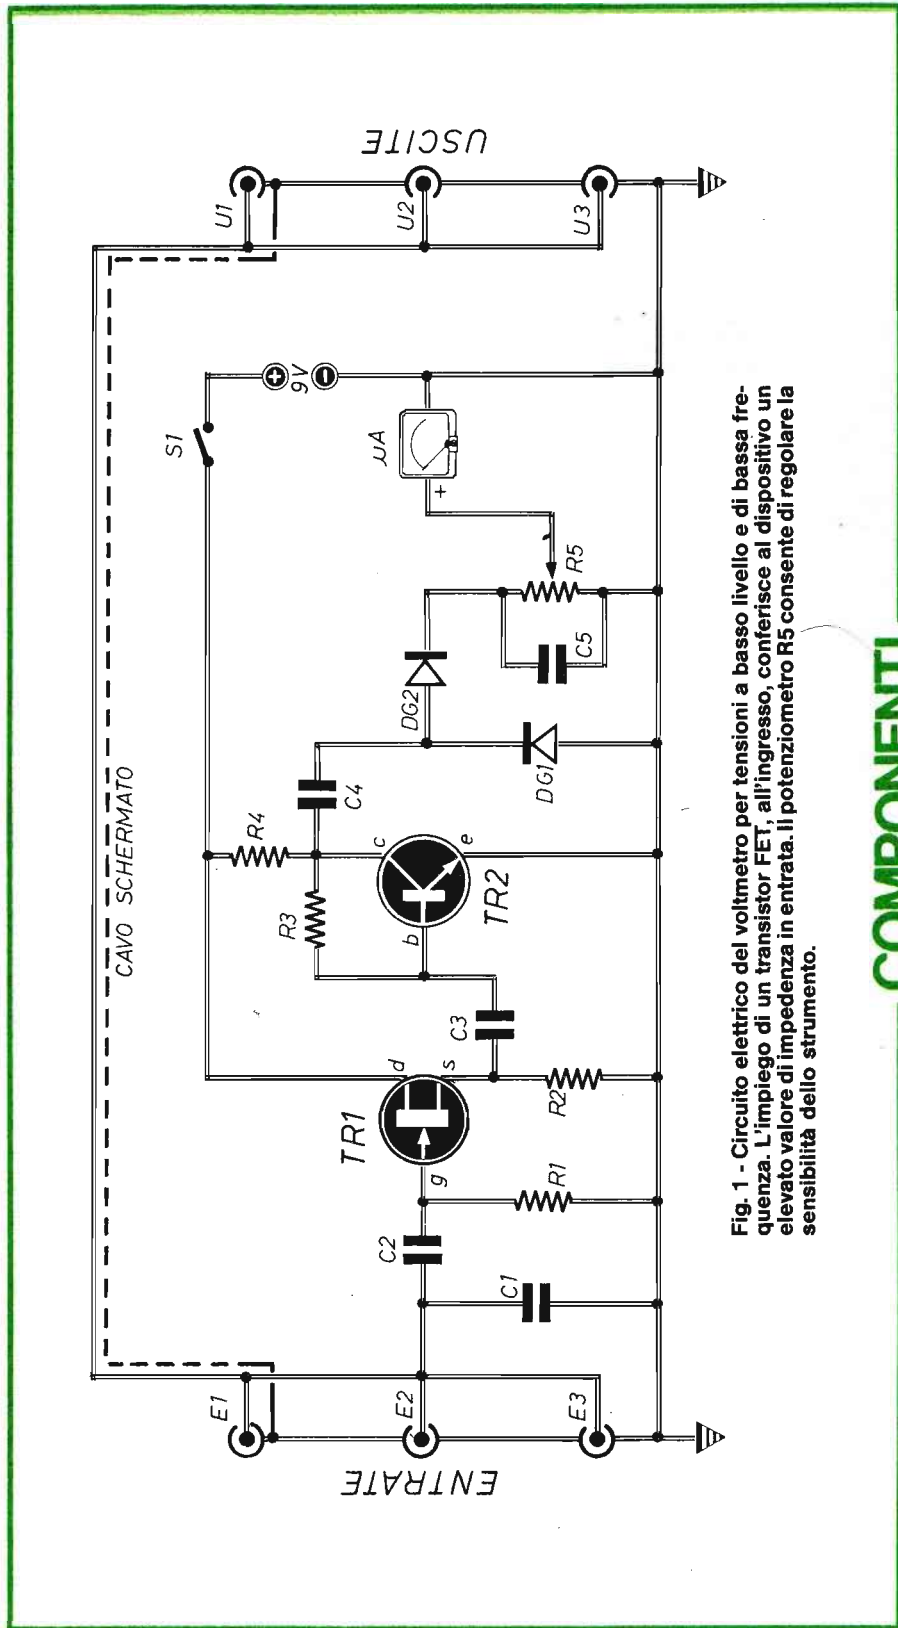 CAVO SCHERMATO
ENTRATE
E1
E2
E3
C1
C2
R1
g
TR1
d
s
R2
C3
b
R3
R4
c
e
TR2
C4
DG1
DG2
C5
R5
+
µA
S1
+
9V
−
U1
U2
U3
USCITE
Fig. 1 - Circuito elettrico del voltmetro per tensioni a basso livello e di bassa fre-
quenza. L'impiego di un transistor FET, all'ingresso, conferisce al dispositivo un
elevato valore di impedenza in entrata. Il potenziometro R5 consente di regolare la
sensibilità dello strumento.
COMPONENTI